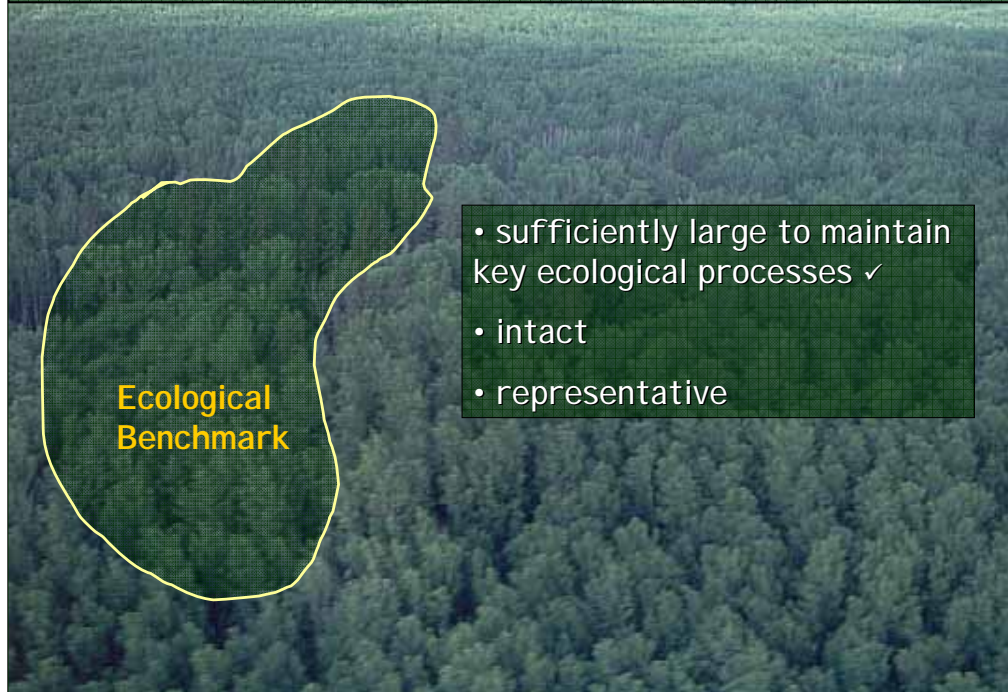 Ecological
Benchmark
• sufficiently large to maintain
key ecological processes ✓
• intact
• representative